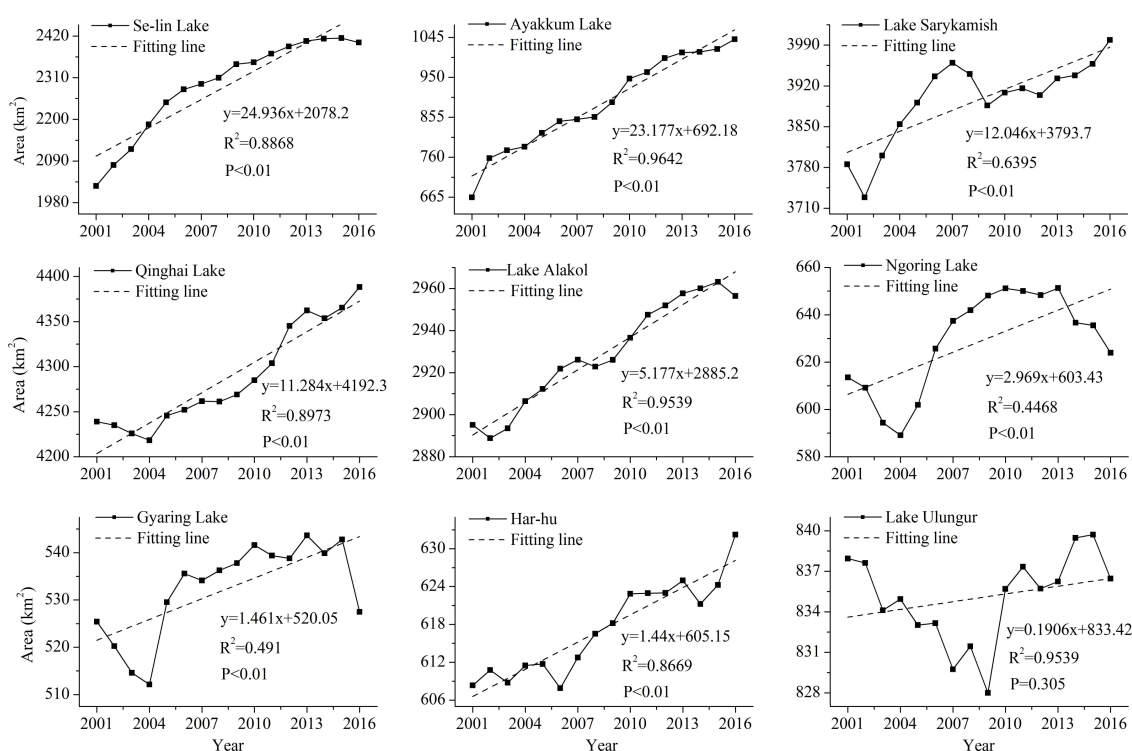 Se-lin Lake
Fitting line
2420
2310
2200
2090
1980
Area (km²)
y=24.936x+2078.2
R²=0.8868
P<0.01
2001 2004 2007 2010 2013 2016
Ayakkum Lake
Fitting line
1045
950
855
760
665
y=23.177x+692.18
R²=0.9642
P<0.01
2001 2004 2007 2010 2013 2016
Lake Sarykamish
Fitting line
3990
3920
3850
3780
3710
y=12.046x+3793.7
R²=0.6395
P<0.01
2001 2004 2007 2010 2013 2016
Qinghai Lake
Fitting line
4400
4350
4300
4250
4200
Area (km²)
y=11.284x+4192.3
R²=0.8973
P<0.01
2001 2004 2007 2010 2013 2016
Lake Alakol
Fitting line
2960
2940
2920
2900
2880
y=5.177x+2885.2
R²=0.9539
P<0.01
2001 2004 2007 2010 2013 2016
Ngoring Lake
Fitting line
660
640
620
600
580
y=2.969x+603.43
R²=0.4468
P<0.01
2001 2004 2007 2010 2013 2016
Gyaring Lake
Fitting line
540
530
520
510
Area (km²)
y=1.461x+520.05
R²=0.491
P<0.01
2001 2004 2007 2010 2013 2016
Year
Har-hu
Fitting line
630
624
618
612
606
y=1.44x+605.15
R²=0.8669
P<0.01
2001 2004 2007 2010 2013 2016
Year
Lake Ulungur
Fitting line
840
837
834
831
828
y=0.1906x+833.42
R²=0.9539
P=0.305
2001 2004 2007 2010 2013 2016
Year